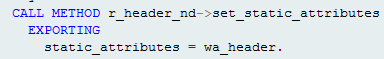 CALL METHOD r_header_nd->set_static_attributes
EXPORTING
static_attributes = wa_header.